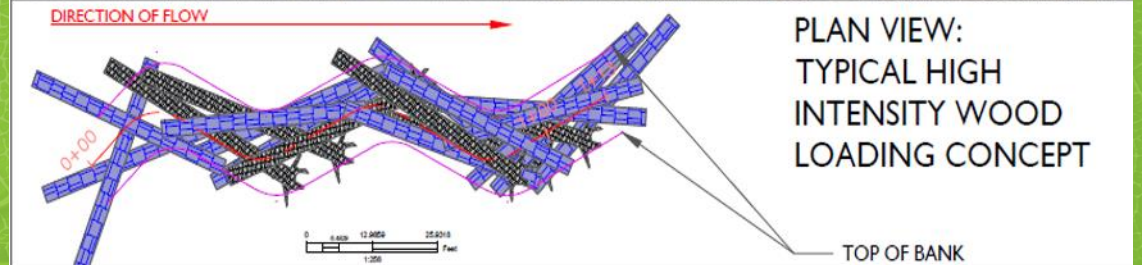 DIRECTION OF FLOW
PLAN VIEW:
TYPICAL HIGH
INTENSITY WOOD
LOADING CONCEPT
0+00
0
12.9659
25.9318
Feet
1:256
TOP OF BANK